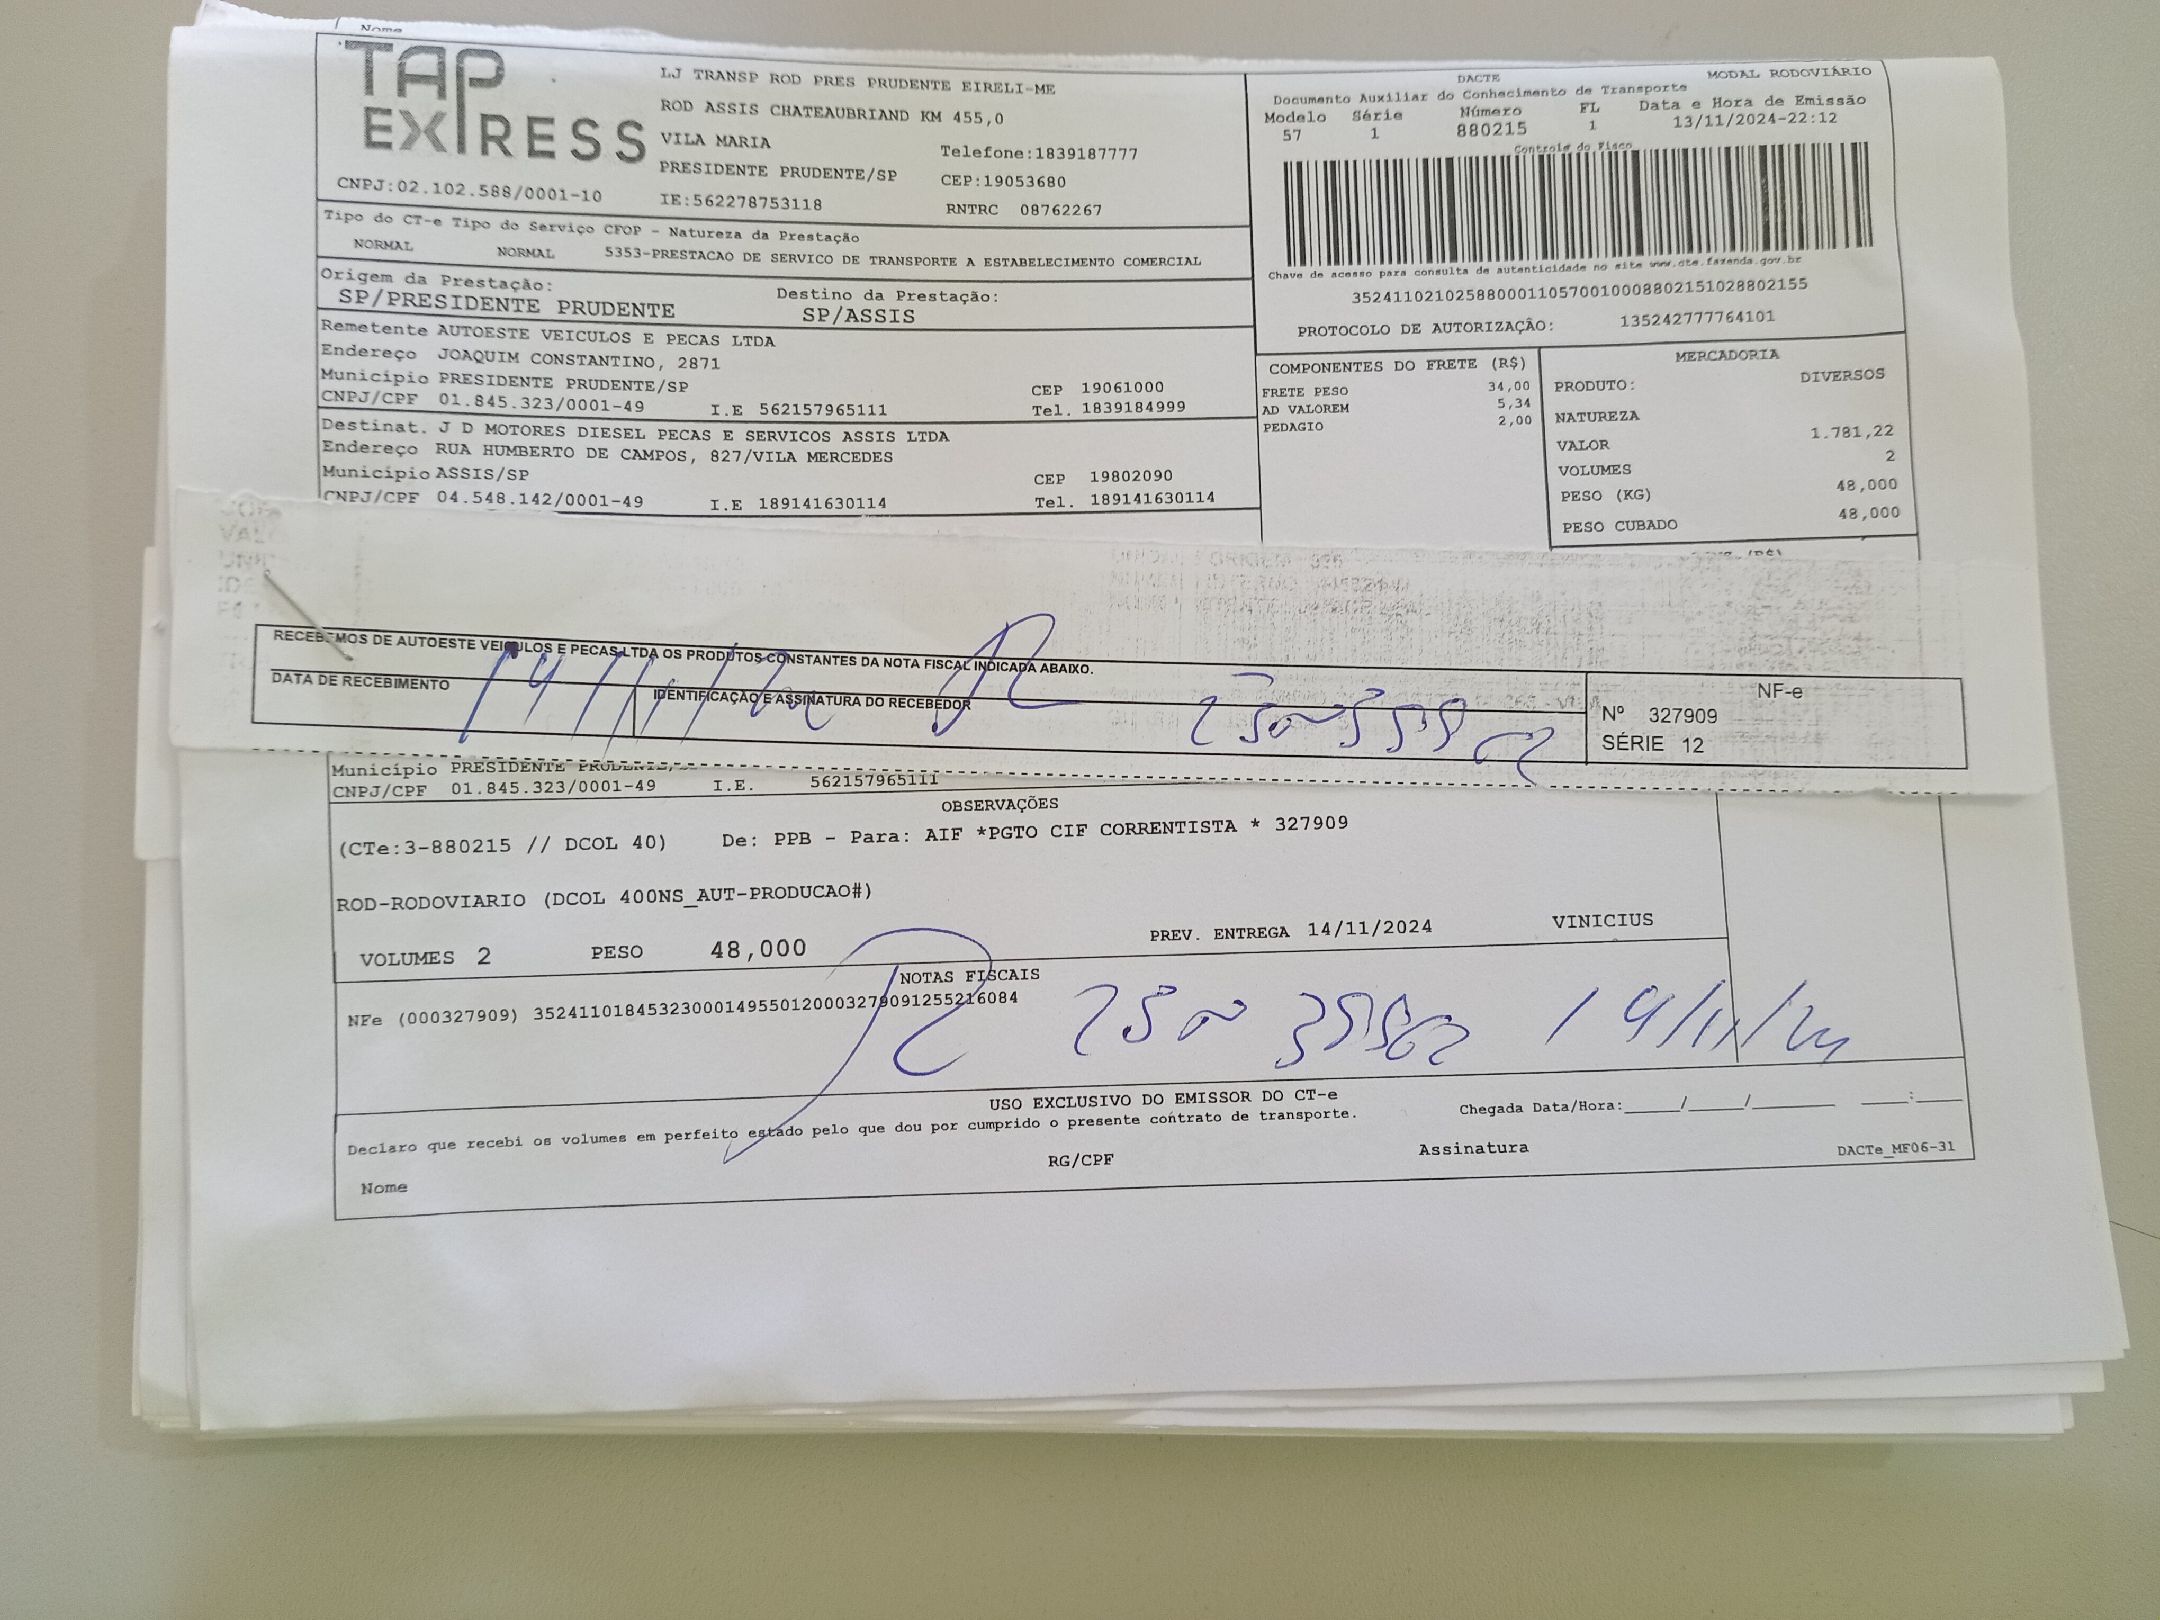 Nome
TAP EXPRESS
LJ TRANSP ROD PRES PRUDENTE EIRELI-ME
ROD ASSIS CHATEAUBRIAND KM 455,0
VILA MARIA
Telefone:1839187777
PRESIDENTE PRUDENTE/SP CEP:19053680
CNPJ:02.102.588/0001-10 IE:562278753118 RNTRC 08762267
DACTE MODAL RODOVIÁRIO
Documento Auxiliar do Conhecimento de Transporte
Modelo Série Número FL Data e Hora de Emissão
57 1 880215 1 13/11/2024-22:12
Controle do Fisco
Chave de acesso para consulta de autenticidade no site www.cte.fazenda.gov.br
35241102102588000110570010008802151028802155
PROTOCOLO DE AUTORIZAÇÃO: 135242777764101
Tipo do CT-e Tipo do Serviço CFOP - Natureza da Prestação
NORMAL NORMAL 5353-PRESTACAO DE SERVICO DE TRANSPORTE A ESTABELECIMENTO COMERCIAL
Origem da Prestação: Destino da Prestação:
SP/PRESIDENTE PRUDENTE SP/ASSIS
Remetente AUTOESTE VEICULOS E PECAS LTDA
Endereço JOAQUIM CONSTANTINO, 2871
Município PRESIDENTE PRUDENTE/SP CEP 19061000
CNPJ/CPF 01.845.323/0001-49 I.E 562157965111 Tel. 1839184999
Destinat. J D MOTORES DIESEL PECAS E SERVICOS ASSIS LTDA
Endereço RUA HUMBERTO DE CAMPOS, 827/VILA MERCEDES
Município ASSIS/SP CEP 19802090
CNPJ/CPF 04.548.142/0001-49 I.E 189141630114 Tel. 189141630114
COMPONENTES DO FRETE (R$)
FRETE PESO 34,00
AD VALOREM 5,34
PEDAGIO 2,00
MERCADORIA
PRODUTO: DIVERSOS
NATUREZA
VALOR 1.781,22
VOLUMES 2
PESO (KG) 48,000
PESO CUBADO 48,000
RECEBEMOS DE AUTOESTE VEICULOS E PECAS LTDA OS PRODUTOS CONSTANTES DA NOTA FISCAL INDICADA ABAIXO.
DATA DE RECEBIMENTO IDENTIFICAÇÃO E ASSINATURA DO RECEBEDOR
NF-e
Nº 327909
SÉRIE 12
Município PRESIDENTE PRUDENTE/
CNPJ/CPF 01.845.323/0001-49 I.E. 562157965111
OBSERVAÇÕES
(CTe:3-880215 // DCOL 40) De: PPB - Para: AIF *PGTO CIF CORRENTISTA * 327909
ROD-RODOVIARIO (DCOL 400NS_AUT-PRODUCAO#)
VOLUMES 2 PESO 48,000 PREV. ENTREGA 14/11/2024 VINICIUS
NOTAS FISCAIS
NFe (000327909) 35241101845323000149550120003279091255216084
14/11/24
USO EXCLUSIVO DO EMISSOR DO CT-e
Declaro que recebi os volumes em perfeito estado pelo que dou por cumprido o presente contrato de transporte.
Chegada Data/Hora:_____/_____/________ _____:_____
Nome RG/CPF Assinatura DACTe_MF06-31